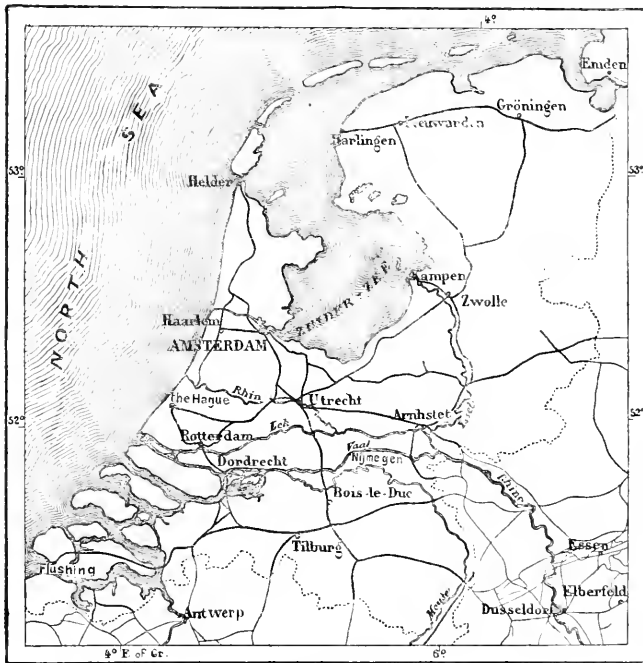 4°
Emden
Gröningen
Harlingen
SEA
53°
53°
Helder
NORTH
ZUIDER-ZEE
Kampen
Zwolle
Haarlem
AMSTERDAM
The Hague
Rhin
Utrecht
52°
52°
Arnhstet
Rotterdam
Lek
Vaal
Nijmegen
Dordrecht
Rhine
Bois-le-Duc
Tilburg
Essen
Flushing
Elberfeld
Antwerp
Meuse
Dusseldorf
4° E. of Gr.
6°